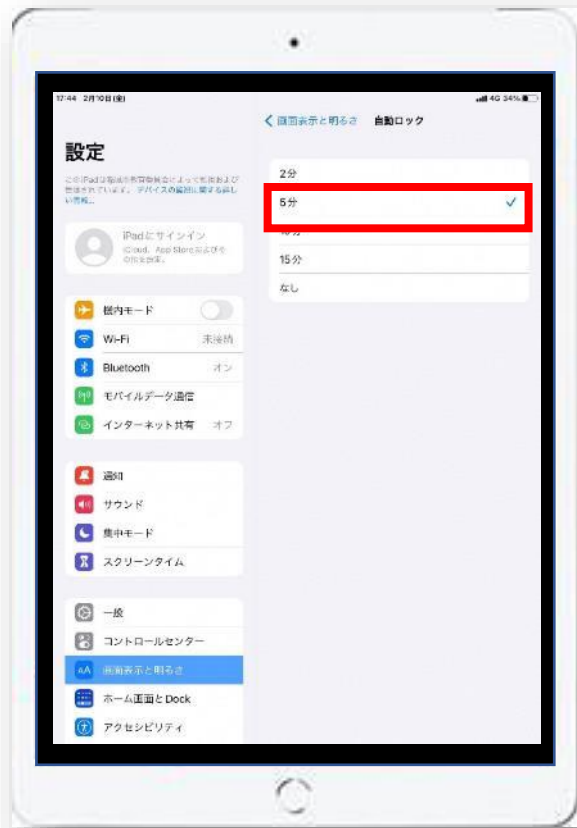 17:44 2月10日(金)
4G 34%
画面表示と明るさ 自動ロック
設定
2分
5分
15分
なし
iPadにサインイン
機内モード
Wi-Fi 未接続
Bluetooth オン
モバイルデータ通信
インターネット共有 オフ
通知
サウンド
集中モード
スクリーンタイム
一般
コントロールセンター
AA 画面表示と明るさ
ホーム画面とDock
アクセシビリティ